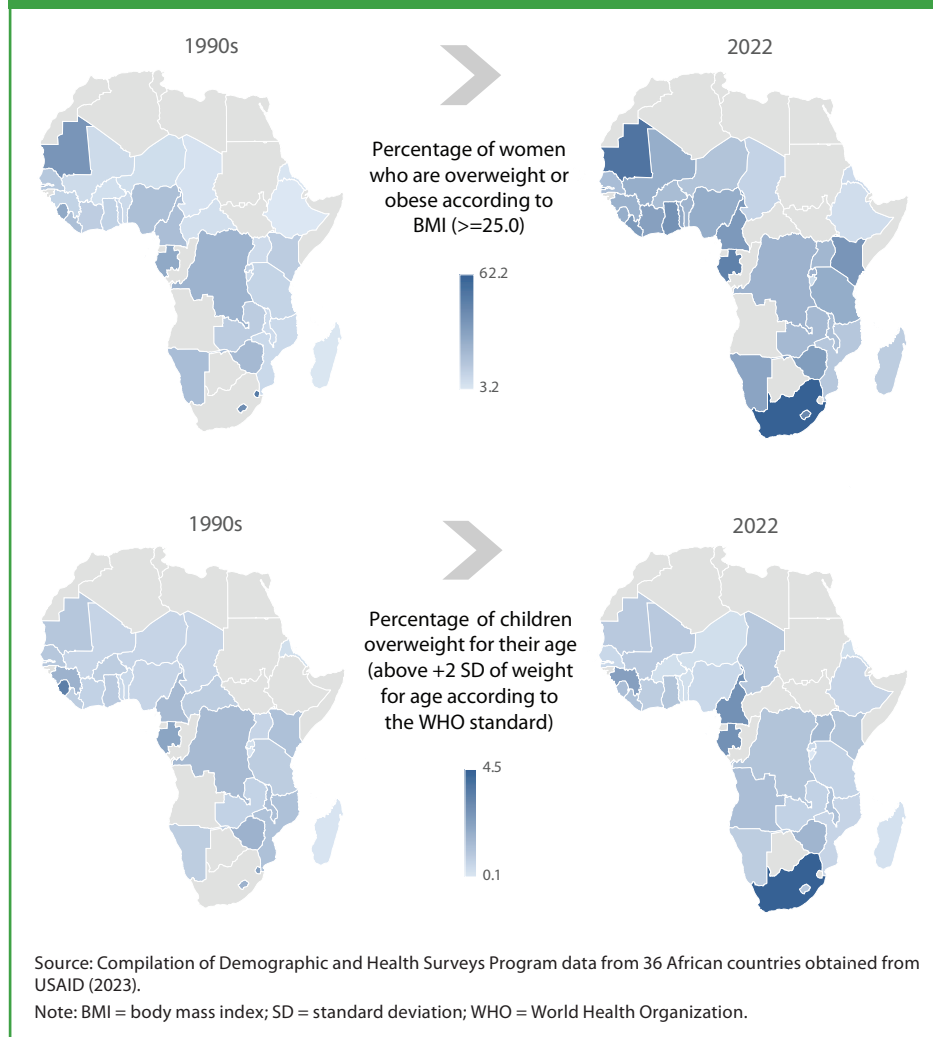 1990s
2022
Percentage of women
who are overweight or
obese according to
BMI (>=25.0)
62.2
3.2
1990s
2022
Percentage of children
overweight for their age
(above +2 SD of weight
for age according to
the WHO standard)
4.5
0.1
Source: Compilation of Demographic and Health Surveys Program data from 36 African countries obtained from
USAID (2023).
Note: BMI = body mass index; SD = standard deviation; WHO = World Health Organization.